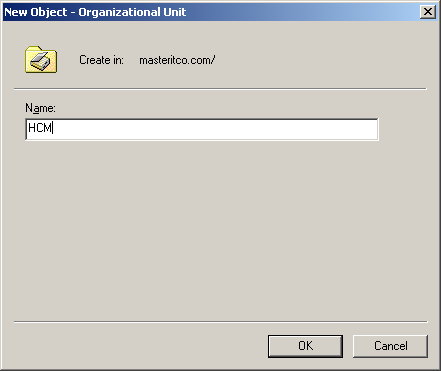 New Object - Organizational Unit
Create in: masteritco.com/
Name:
HCM
OK Cancel